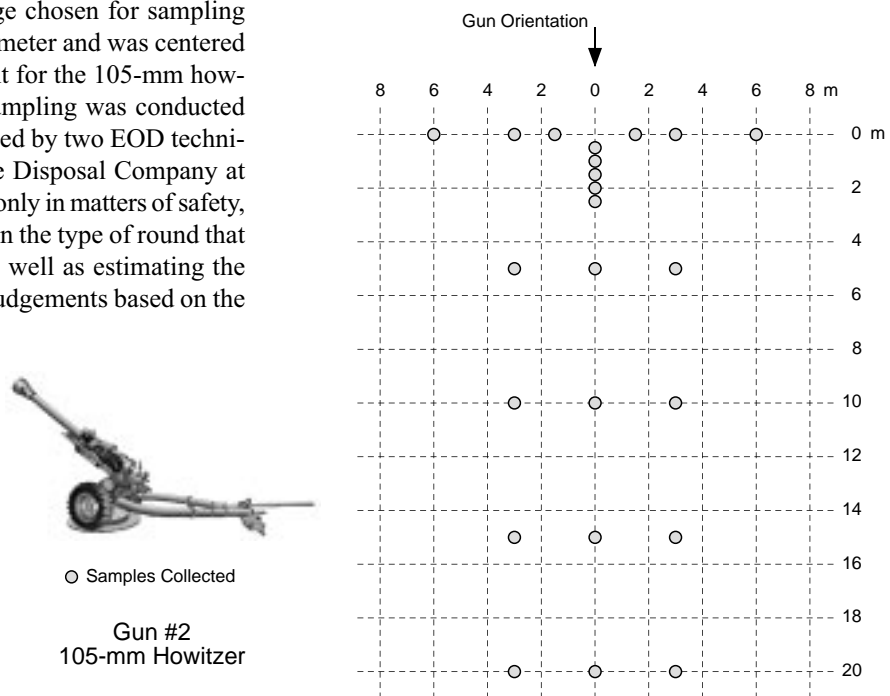 ge chosen for sampling
meter and was centered
t for the 105-mm how-
mpling was conducted
ed by two EOD techni-
e Disposal Company at
only in matters of safety,
n the type of round that
well as estimating the
udgements based on the
Samples Collected
Gun #2
105-mm Howitzer
Gun Orientation
8 6 4 2 0 2 4 6 8 m
0 m
2
4
6
8
10
12
14
16
18
20